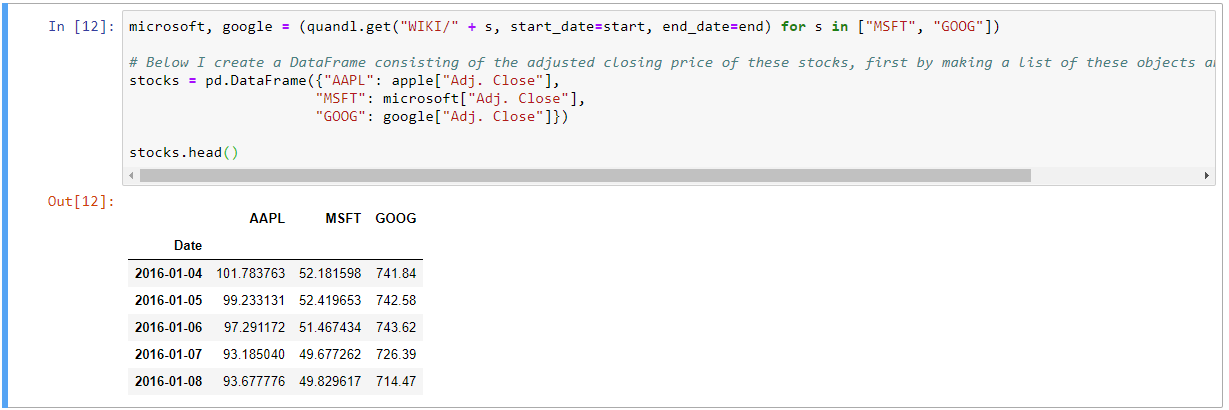 In [12]: microsoft, google = (quandl.get("WIKI/" + s, start_date=start, end_date=end) for s in ["MSFT", "GOOG"])
# Below I create a DataFrame consisting of the adjusted closing price of these stocks, first by making a list of these objects
stocks = pd.DataFrame({"AAPL": apple["Adj. Close"],
"MSFT": microsoft["Adj. Close"],
"GOOG": google["Adj. Close"]})
stocks.head()
Out[12]:
AAPL MSFT GOOG
Date
2016-01-04 101.783763 52.181598 741.84
2016-01-05 99.233131 52.419653 742.58
2016-01-06 97.291172 51.467434 743.62
2016-01-07 93.185040 49.677262 726.39
2016-01-08 93.677776 49.829617 714.47